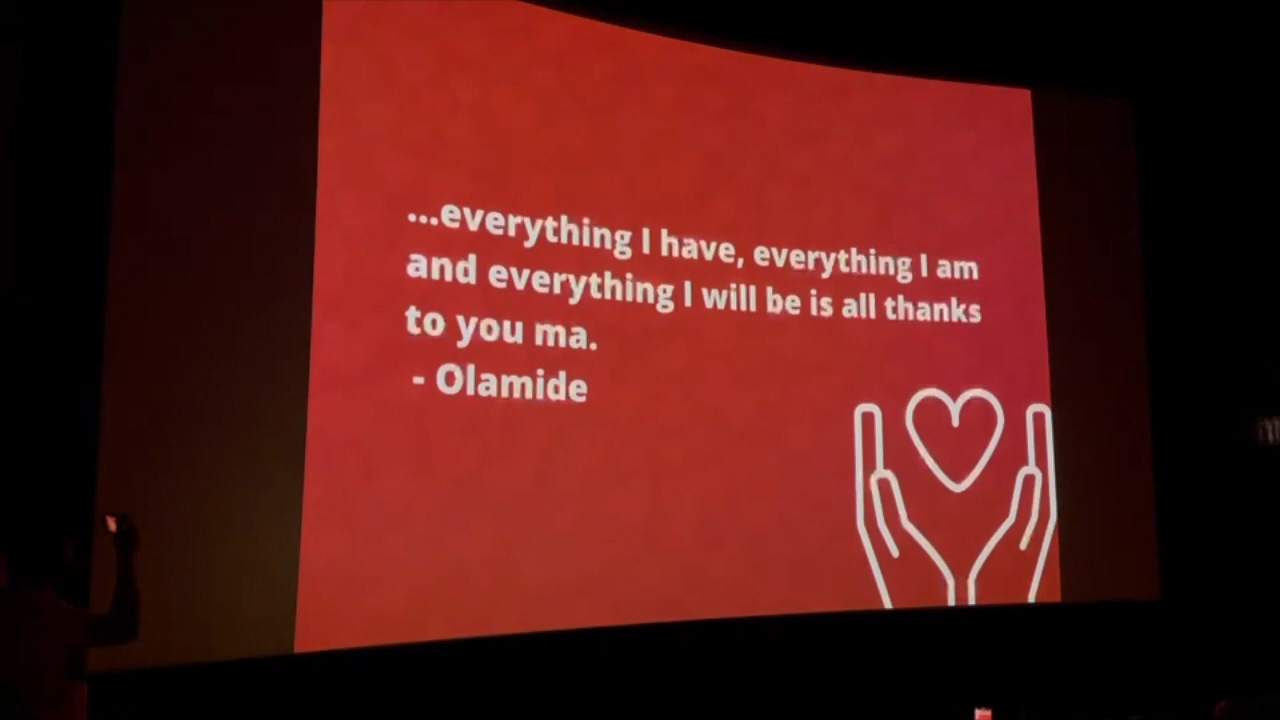 ...everything I have, everything I am
and everything I will be is all thanks
to you ma.
- Olamide